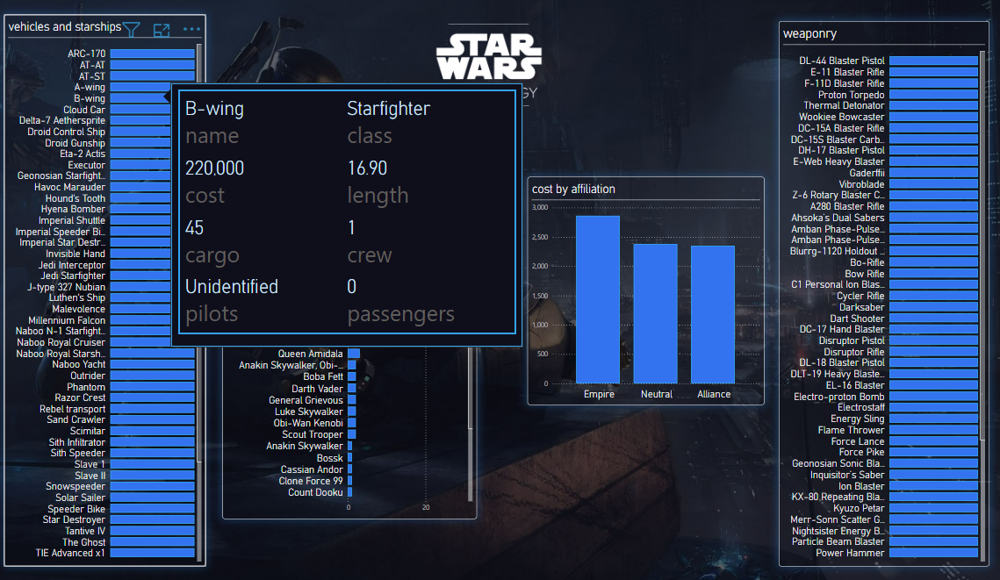 vehicles and starships
ARC-170
AT-AT
AT-ST
A-wing
B-wing
Cloud Car
Delta-7 Aethersprite
Droid Control Ship
Droid Gunship
Eta-2 Actis
Executor
Geonosian Starfight...
Havoc Marauder
Hound's Tooth
Hyena Bomber
Imperial Shuttle
Imperial Speeder Bi...
Imperial Star Destr...
Invisible Hand
Jedi Interceptor
Jedi Starfighter
J-type 327 Nubian
Luthen's Ship
Malevolence
Millennium Falcon
Naboo N-1 Starfight...
Naboo Royal Cruiser
Naboo Royal Starsh...
Naboo Yacht
Outrider
Phantom
Razor Crest
Rebel transport
Sand Crawler
Scimitar
Sith Infiltrator
Sith Speeder
Slave 1
Slave II
Snowspeeder
Solar Sailer
Speeder Bike
Star Destroyer
Tantive IV
The Ghost
TIE Advanced x1
STAR
WARS
GY
B-wing Starfighter
name class
220,000 16.90
cost length
45 1
cargo crew
Unidentified 0
pilots passengers
Queen Amidala
Anakin Skywalker, Obi-...
Boba Fett
Darth Vader
General Grievous
Luke Skywalker
Obi-Wan Kenobi
Scout Trooper
Anakin Skywalker
Bossk
Cassian Andor
Clone Force 99
Count Dooku
0 20
cost by affiliation
3,000
2,500
2,000
1,500
1,000
500
0
Empire Neutral Alliance
weaponry
DL-44 Blaster Pistol
E-11 Blaster Rifle
F-11D Blaster Rifle
Proton Torpedo
Thermal Detonator
Wookiee Bowcaster
DC-15A Blaster Rifle
DC-15S Blaster Carb...
DH-17 Blaster Pistol
E-Web Heavy Blaster
Gaderffii
Vibroblade
Z-6 Rotary Blaster C...
A280 Blaster Rifle
Ahsoka's Dual Sabers
Amban Phase-Pulse...
Amban Phase-Pulse...
Blurrg-1120 Holdout ...
Bo-Rifle
Bow Rifle
C1 Personal Ion Blas...
Cycler Rifle
Darksaber
Dart Shooter
DC-17 Hand Blaster
Disruptor Pistol
Disruptor Rifle
DL-18 Blaster Pistol
DLT-19 Heavy Blaste...
EL-16 Blaster
Electro-proton Bomb
Electrostaff
Energy Sling
Flame Thrower
Force Lance
Force Pike
Geonosian Sonic Bla...
Inquisitor's Saber
Ion Blaster
KX-80 Repeating Bla...
Kyuzo Petar
Merr-Sonn Scatter G...
Nightsister Energy B...
Particle Beam Blaster
Power Hammer